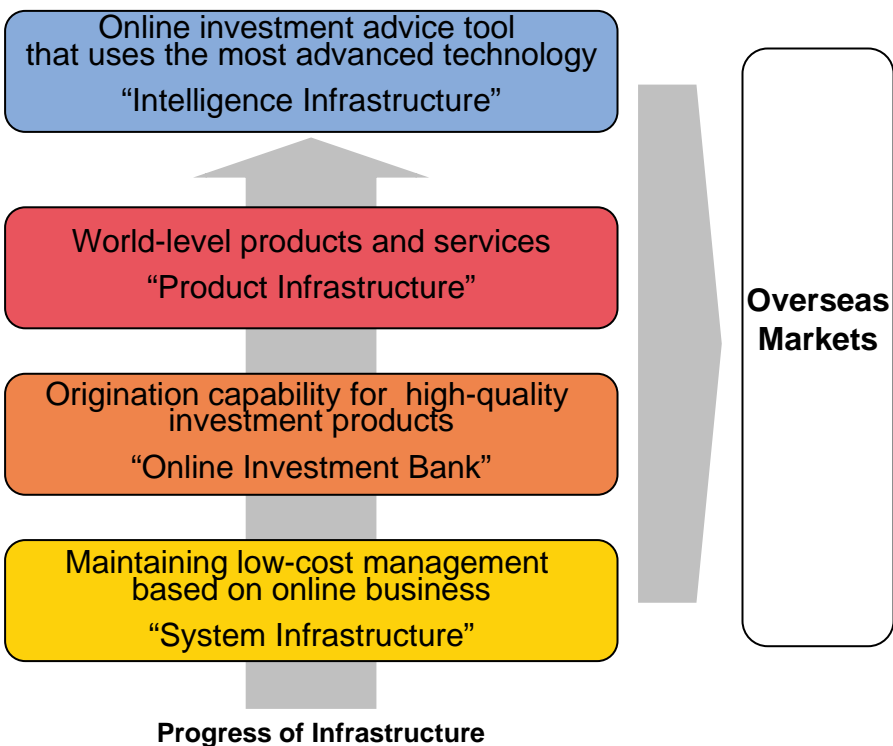 Online investment advice tool
that uses the most advanced technology
“Intelligence Infrastructure”
World-level products and services
“Product Infrastructure”
Origination capability for high-quality
investment products
“Online Investment Bank”
Maintaining low-cost management
based on online business
“System Infrastructure”
Progress of Infrastructure
Overseas
Markets